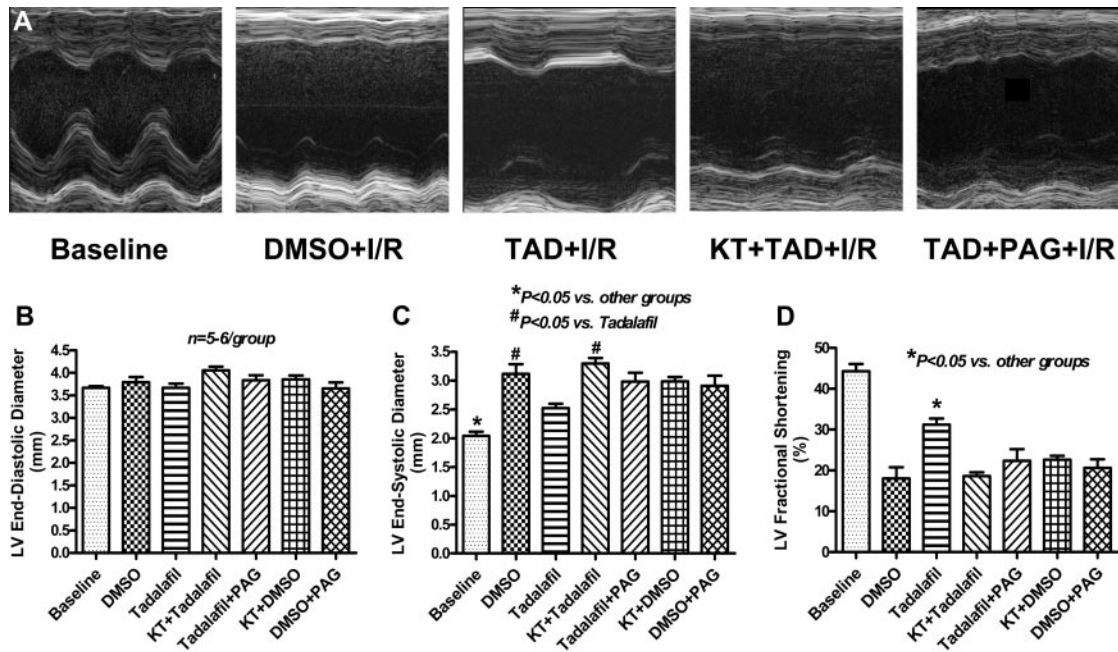 A
Baseline
DMSO+I/R
TAD+I/R
KT+TAD+I/R
TAD+PAG+I/R
B
n=5-6/group
LV End-Diastolic Diameter
(mm)
4.5
4.0
3.5
3.0
2.5
2.0
1.5
1.0
0.5
0.0
Baseline
DMSO
Tadalafil
KT+Tadalafil
Tadalafil+PAG
KT+DMSO
DMSO+PAG
C
*P<0.05 vs. other groups
#P<0.05 vs. Tadalafil
LV End-Systolic Diameter
(mm)
3.5
3.0
2.5
2.0
1.5
1.0
0.5
0.0
*
#
#
Baseline
DMSO
Tadalafil
KT+Tadalafil
Tadalafil+PAG
KT+DMSO
DMSO+PAG
D
*P<0.05 vs. other groups
LV Fractional Shortening
(%)
50
40
30
20
10
0
*
Baseline
DMSO
Tadalafil
KT+Tadalafil
Tadalafil+PAG
KT+DMSO
DMSO+PAG